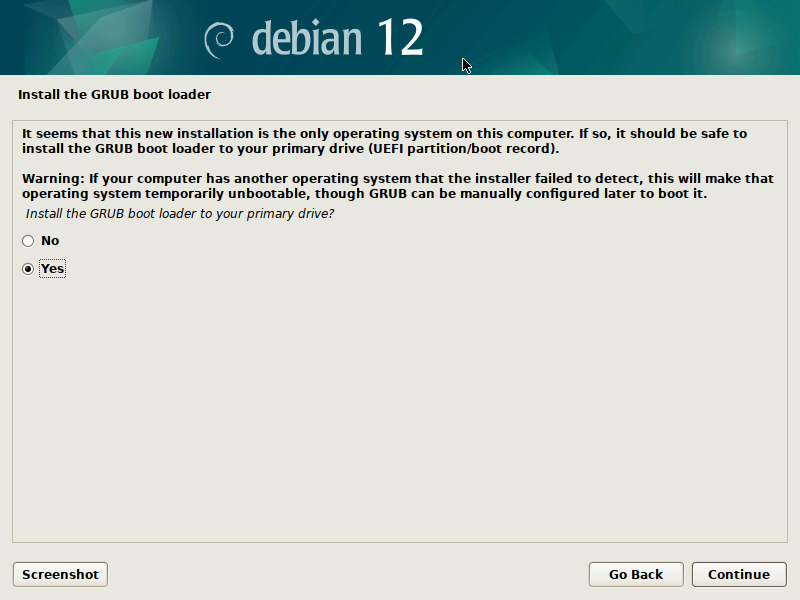 debian 12
Install the GRUB boot loader
It seems that this new installation is the only operating system on this computer. If so, it should be safe to
install the GRUB boot loader to your primary drive (UEFI partition/boot record).
Warning: If your computer has another operating system that the installer failed to detect, this will make that
operating system temporarily unbootable, though GRUB can be manually configured later to boot it.
Install the GRUB boot loader to your primary drive?
No
Yes
Screenshot
Go Back
Continue